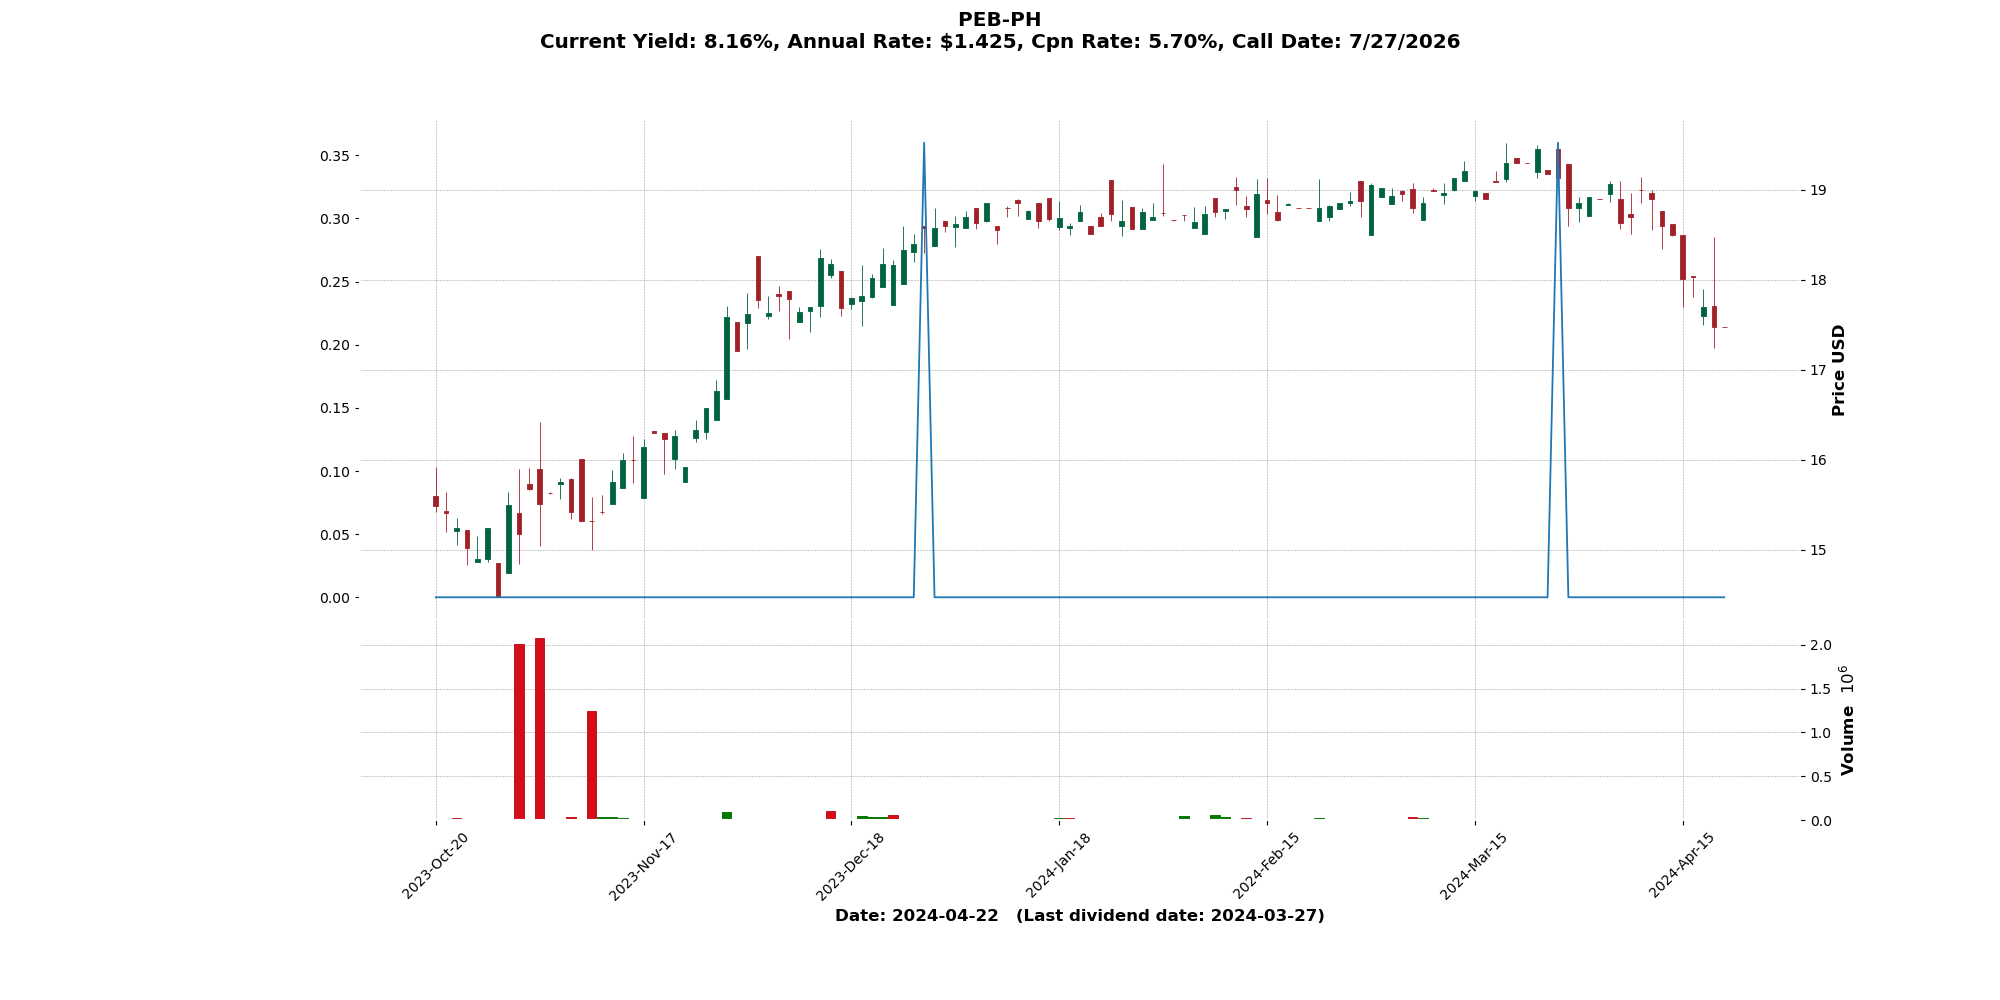 PEB-PH
Current Yield: 8.16%, Annual Rate: $1.425, Cpn Rate: 5.70%, Call Date: 7/27/2026
0.35
0.30
0.25
0.20
0.15
0.10
0.05
0.00
19
18
17
16
15
Price USD
2.0
1.5
1.0
0.5
0.0
Volume 10⁶
2023-Oct-20
2023-Nov-17
2023-Dec-18
2024-Jan-18
2024-Feb-15
2024-Mar-15
2024-Apr-15
Date: 2024-04-22 (Last dividend date: 2024-03-27)